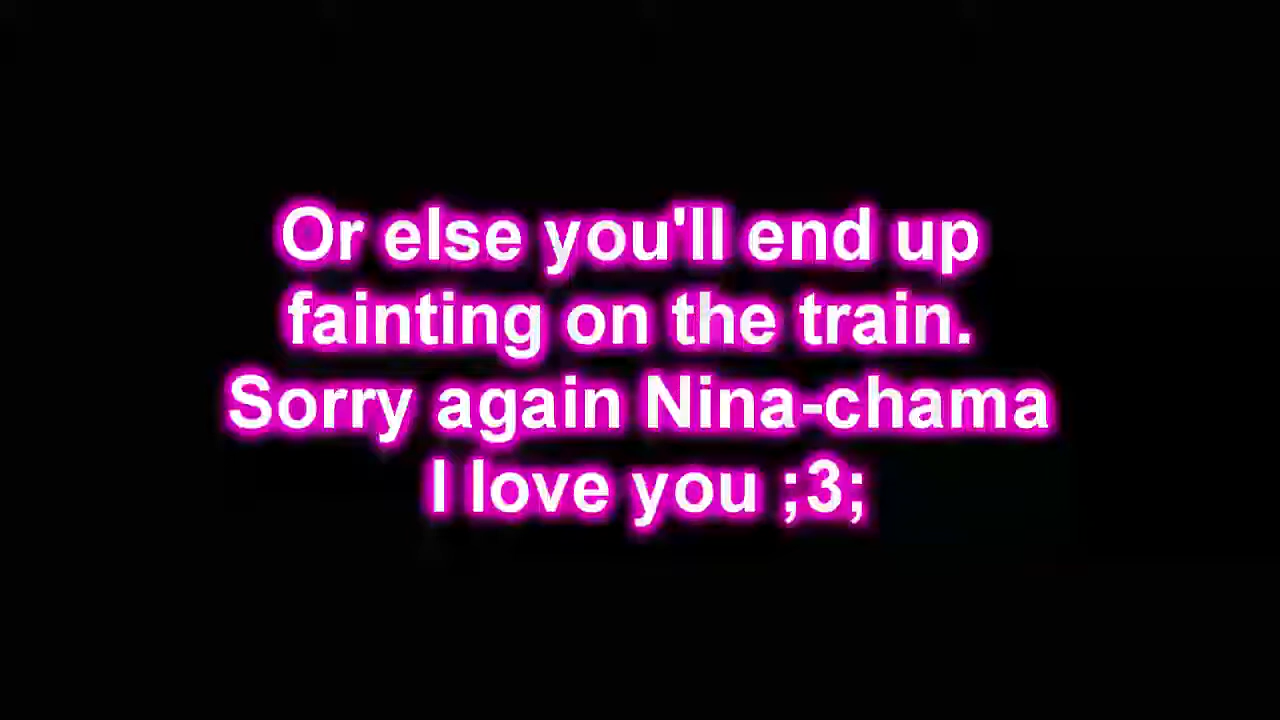 Or else you'll end up
fainting on the train.
Sorry again Nina-chama
I love you ;3;